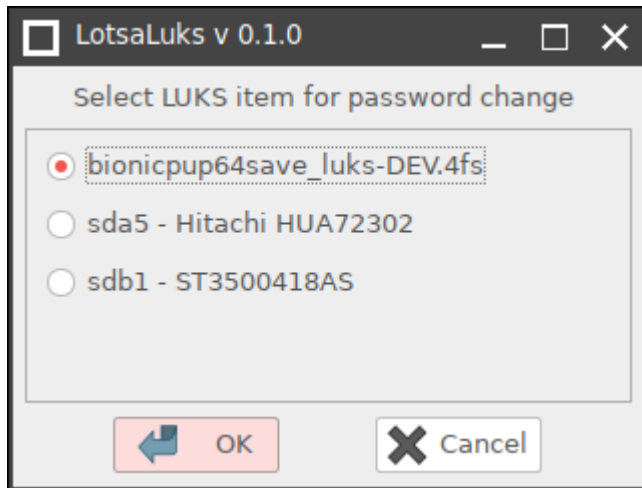 LotsaLuks v 0.1.0
Select LUKS item for password change
bionicpup64save_luks-DEV.4fs
sda5 - Hitachi HUA72302
sdb1 - ST3500418AS
OK
Cancel